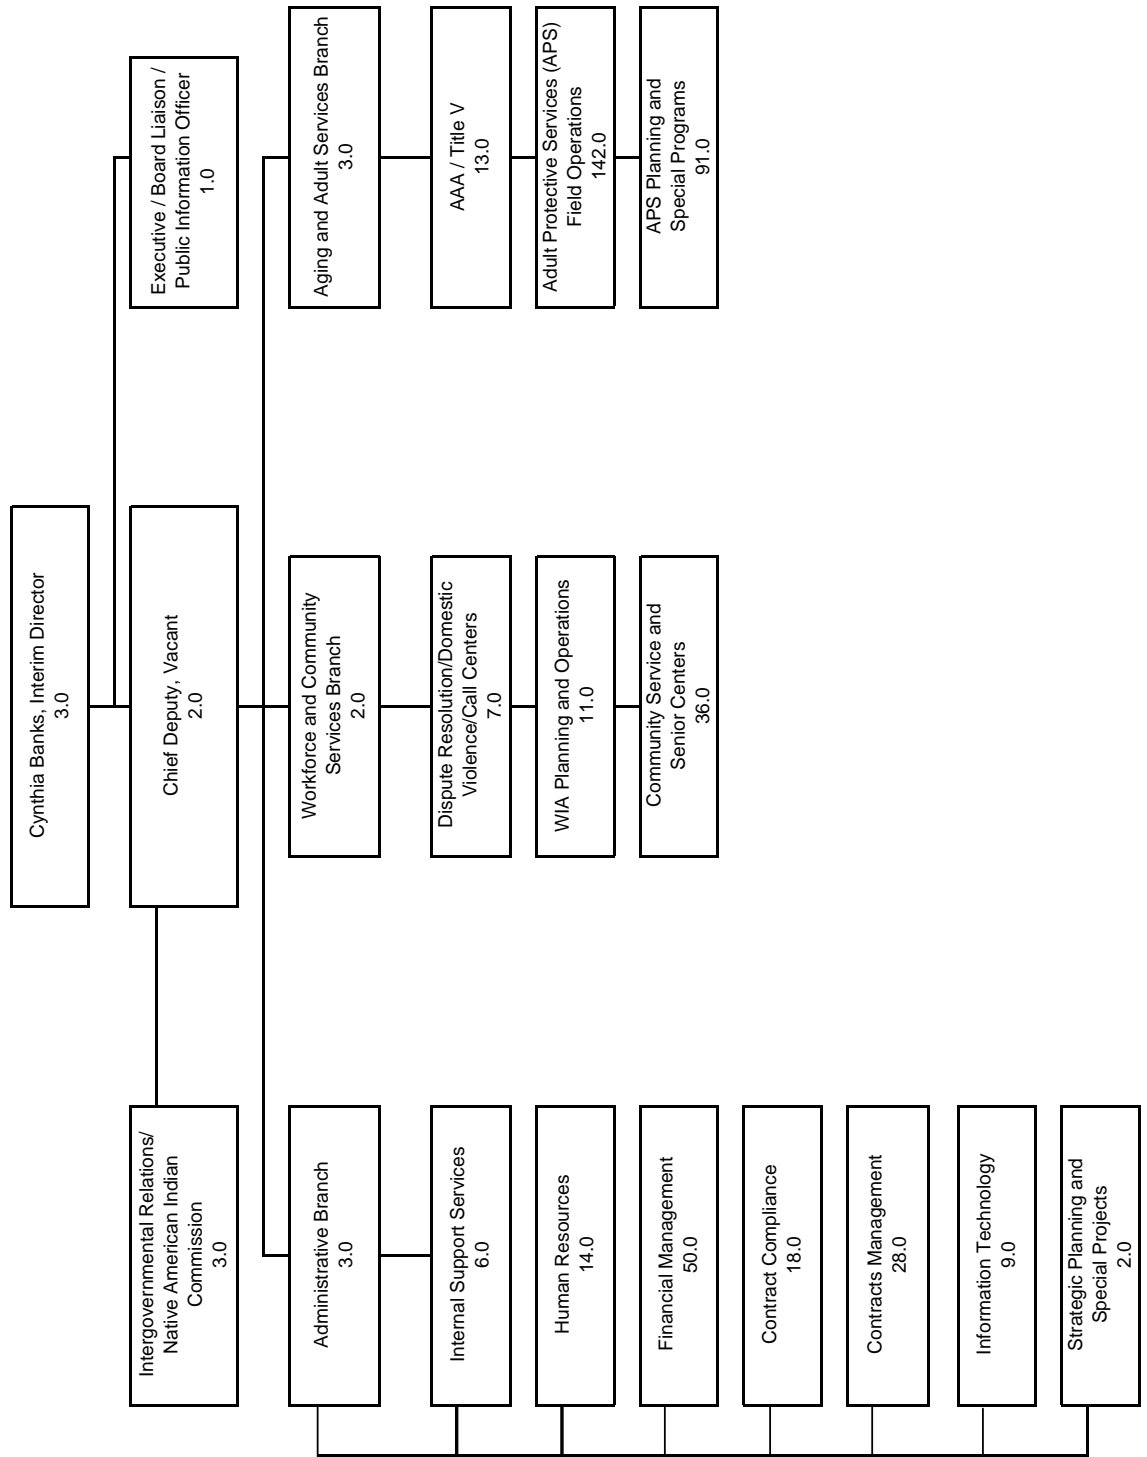 Cynthia Banks, Interim Director
3.0
Executive / Board Liaison /
Public Information Officer
1.0
Chief Deputy, Vacant
2.0
Intergovernmental Relations/
Native American Indian
Commission
3.0
Administrative Branch
3.0
Internal Support Services
6.0
Human Resources
14.0
Financial Management
50.0
Contract Compliance
18.0
Contracts Management
28.0
Information Technology
9.0
Strategic Planning and
Special Projects
2.0
Workforce and Community
Services Branch
2.0
Dispute Resolution/Domestic
Violence/Call Centers
7.0
WIA Planning and Operations
11.0
Community Service and
Senior Centers
36.0
Aging and Adult Services Branch
3.0
AAA / Title V
13.0
Adult Protective Services (APS)
Field Operations
142.0
APS Planning and
Special Programs
91.0